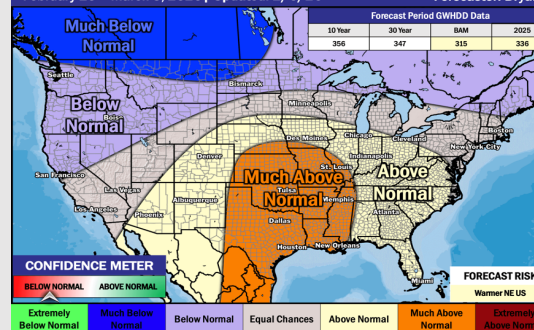 Forecast Period GWHDD Data
10 Year 30 Year BAM 2025
356 347 315 336
Much Below
Normal
Seattle
Bismarck
Below
Normal
Boise
Minneapolis
Boston
Des Moines
Chicago
Cleveland
New York City
Denver
Indianapolis
San Francisco
St. Louis
Above
Normal
Much Above
Normal
Las Vegas
Tulsa
Memphis
Los Angeles
Albuquerque
Phoenix
Atlanta
Dallas
Houston
New Orleans
Miami
CONFIDENCE METER
BELOW NORMAL ABOVE NORMAL
FORECAST RISK
Warmer NE US
Extremely
Below Normal
Much Below
Normal
Below Normal
Equal Chances
Above Normal
Much Above
Normal
Extremely
Above Normal